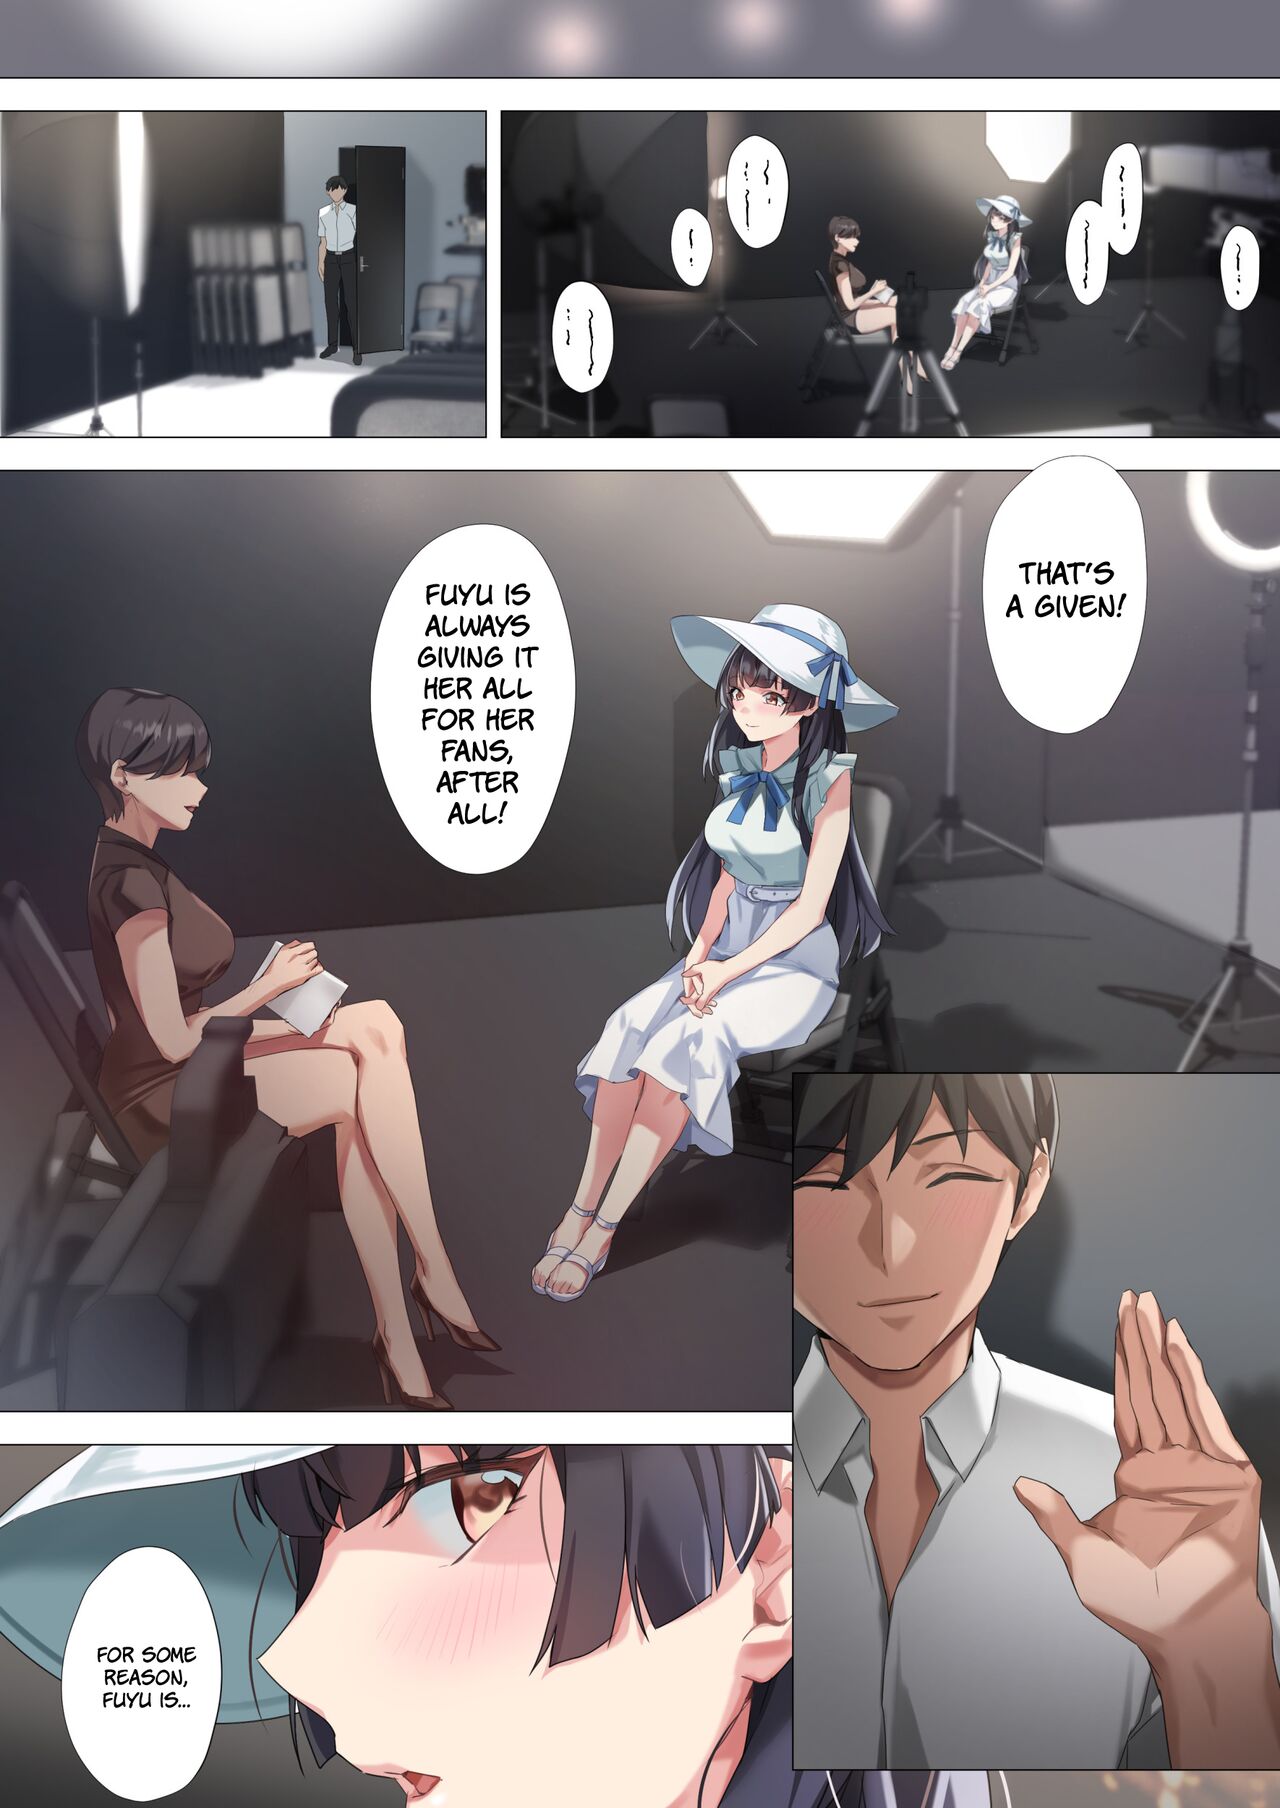 THAT'S
A GIVEN!
FUYU IS
ALWAYS
GIVING IT
HER ALL
FOR HER
FANS,
AFTER
ALL!
FOR SOME
REASON,
FUYU IS...